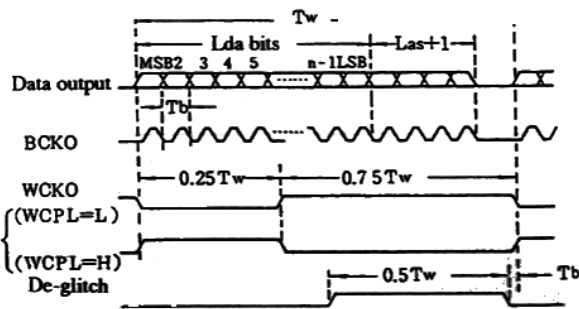 Tw
Lda bits
Las+1
MSB2 3 4 5 n-1LSB
Data output
Tb
BCKO
0.25Tw
0.75Tw
WCKO
(WCPL=L)
(WCPL=H)
De-glitch
0.5Tw
Tb